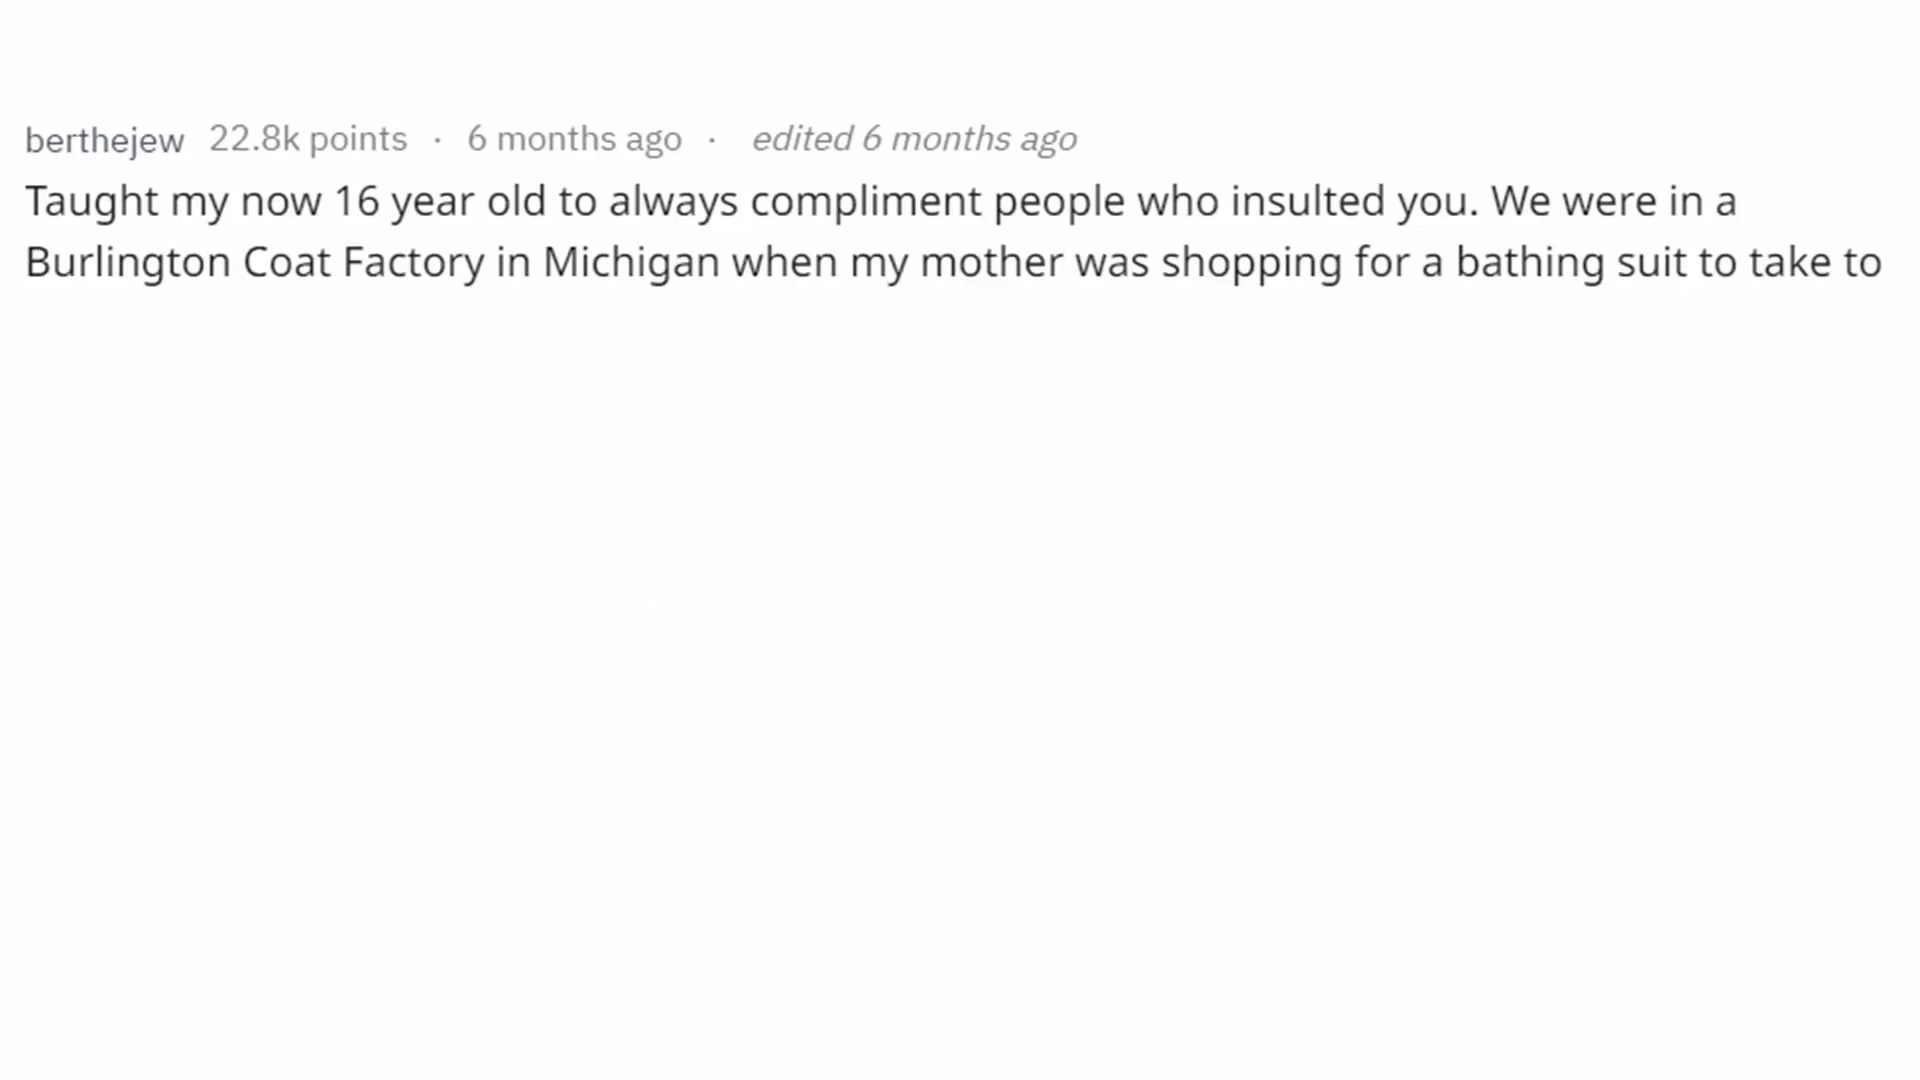 berthejew 22.8k points · 6 months ago · edited 6 months ago
Taught my now 16 year old to always compliment people who insulted you. We were in a
Burlington Coat Factory in Michigan when my mother was shopping for a bathing suit to take to